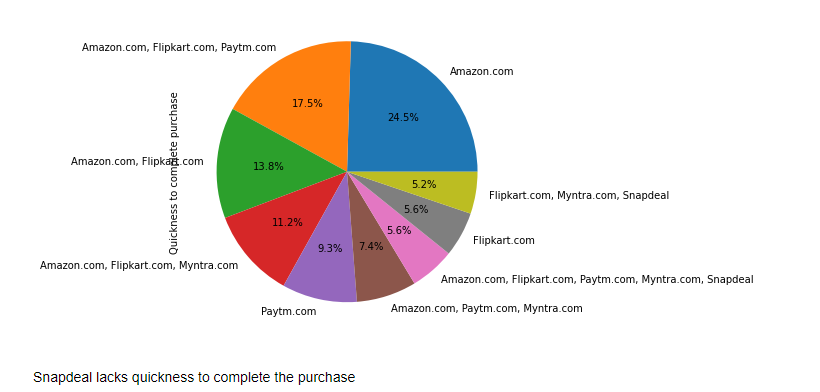 Amazon.com, Flipkart.com, Paytm.com
Amazon.com
17.5%
24.5%
Quickness to complete purchase
Amazon.com, Flipkart.com
13.8%
5.2%
Flipkart.com, Myntra.com, Snapdeal
5.6%
11.2%
5.6%
Flipkart.com
9.3%
7.4%
Amazon.com, Flipkart.com, Myntra.com
Amazon.com, Flipkart.com, Paytm.com, Myntra.com, Snapdeal
Paytm.com
Amazon.com, Paytm.com, Myntra.com
Snapdeal lacks quickness to complete the purchase